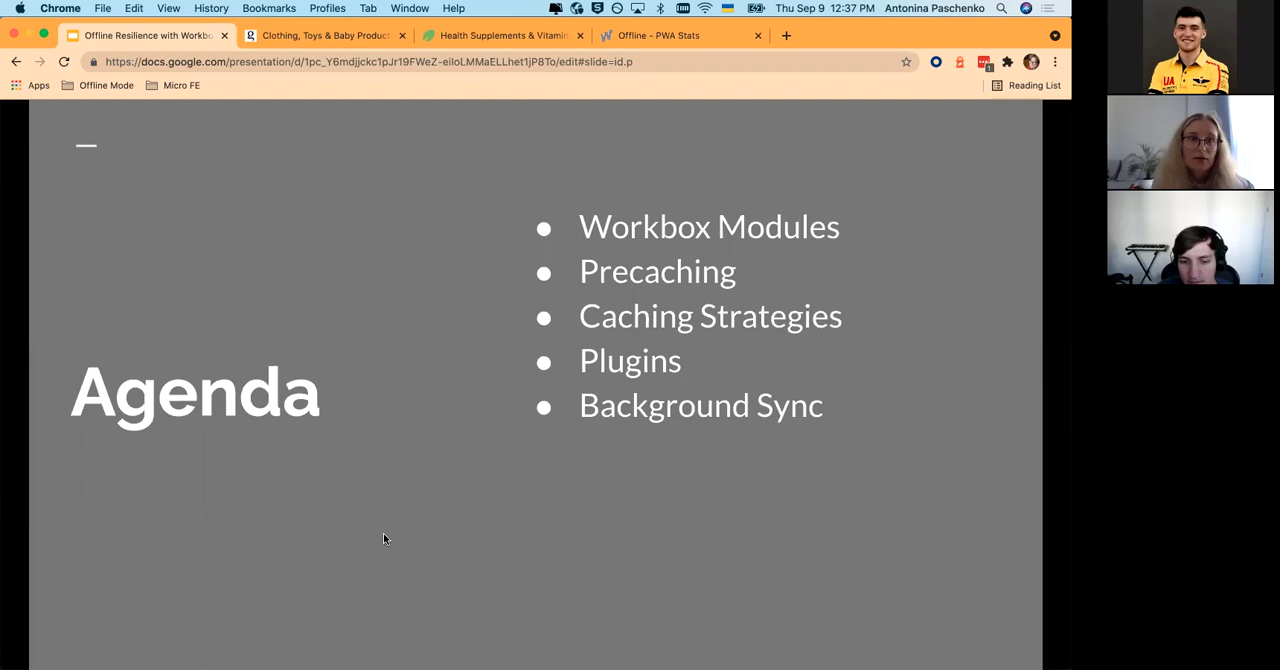 Chrome File Edit View History Bookmarks Profiles Tab Window Help Thu Sep 9 12:37 PM Antonina Paschenko
Offline Resilience with Workbo Clothing, Toys & Baby Product Health Supplements & Vitamin Offline – PWA Stats
https://docs.google.com/presentation/d/1pc_Y6mdjjckc1pJr19FWeZ-eiloLMMaELLhet1jP8To/edit#slide=id.p
Apps Offline Mode Micro FE Reading List
Agenda
Workbox Modules
Precaching
Caching Strategies
Plugins
Background Sync
UA